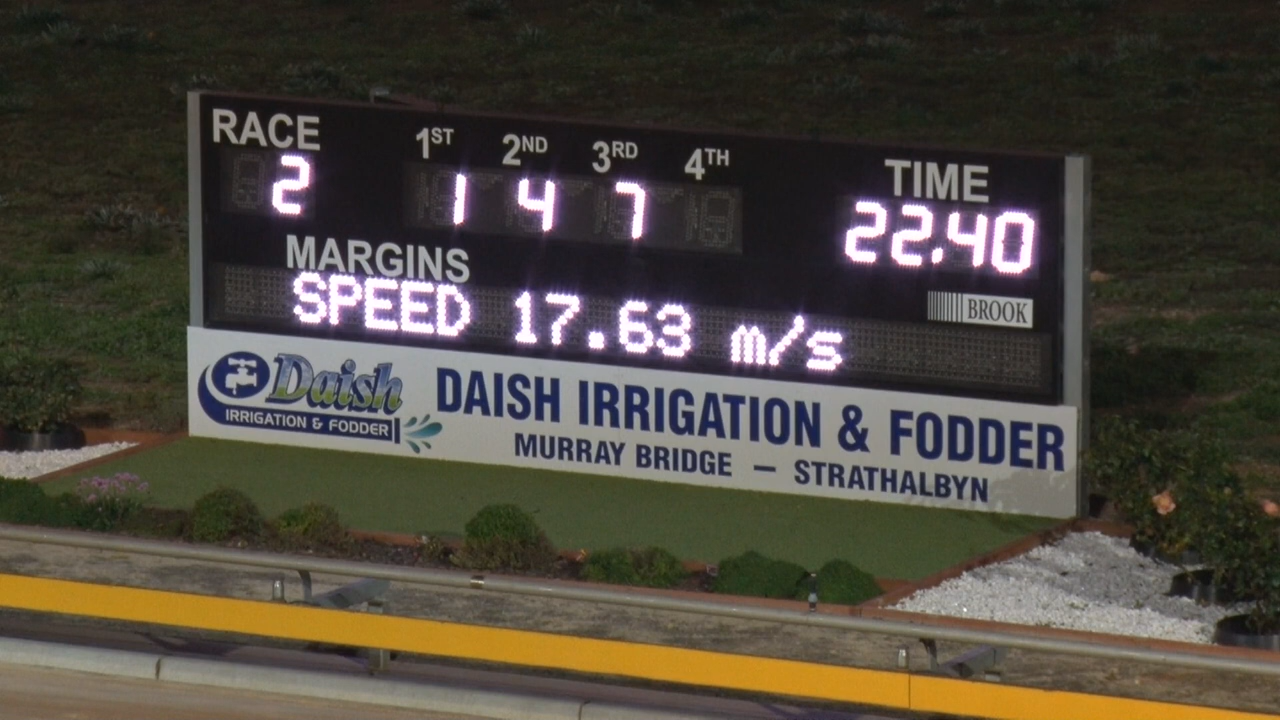 RACE 1ST 2ND 3RD 4TH TIME
2 1 4 7 22.40
MARGINS
BROOK
SPEED 17.63 m/s
Daish
IRRIGATION & FODDER
DAISH IRRIGATION & FODDER
MURRAY BRIDGE – STRATHALBYN